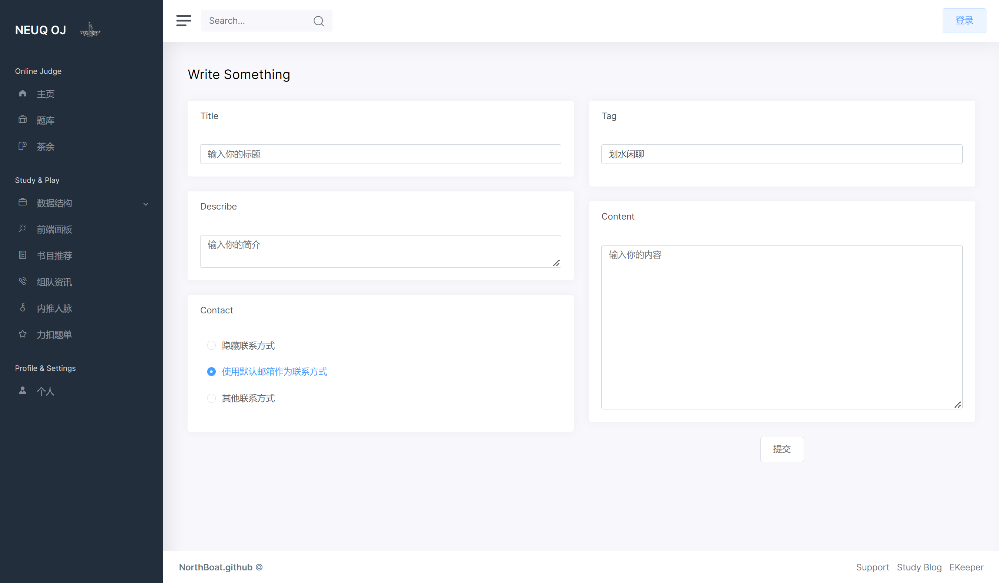 NEUQ OJ
Online Judge
主页
题库
茶余
Study & Play
数据结构
前端画板
书目推荐
组队资讯
内推人脉
力扣题单
Profile & Settings
个人
Search...
登录
Write Something
Title
输入你的标题
Describe
输入你的简介
Contact
隐藏联系方式
使用默认邮箱作为联系方式
其他联系方式
Tag
划水闲聊
Content
输入你的内容
提交
NorthBoat.github ©
Support Study Blog EKeeper